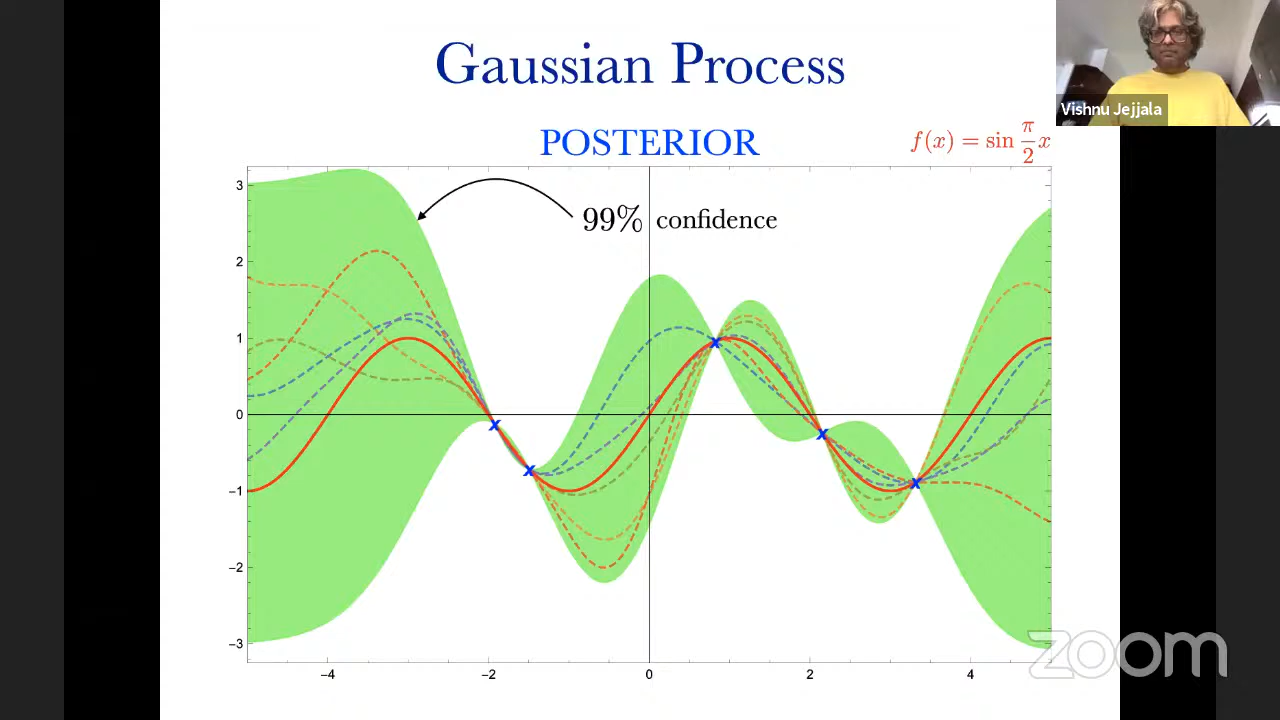 Gaussian Process
Vishnu Jejjala
POSTERIOR
f(x) = sin π/2 x
99% confidence
3
2
1
0
−1
−2
−3
−4
−2
0
2
4
zoom